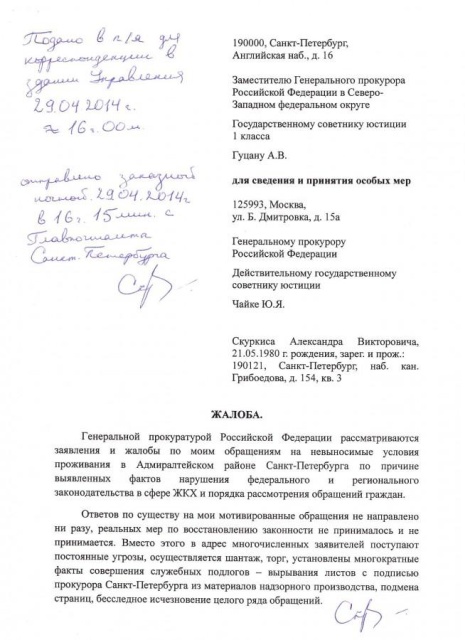 Подано в п/я для
корреспонденции в
здании Управления
29.04.2014 г.
≈ 16 ч. 00 м.
отправлено заказной
почтой 29.04.2014 г
в 16 г. 15 мин. с
Главпочтамта
Санкт-Петербурга
190000, Санкт-Петербург,
Английская наб., д. 16
Заместителю Генерального прокурора
Российской Федерации в Северо-
Западном федеральном округе
Государственному советнику юстиции
1 класса
Гуцану А.В.
для сведения и принятия особых мер
125993, Москва,
ул. Б. Дмитровка, д. 15а
Генеральному прокурору
Российской Федерации
Действительному государственному
советнику юстиции
Чайке Ю.Я.
Скуркиса Александра Викторовича,
21.05.1980 г. рождения, зарег. и прож.:
190121, Санкт-Петербург, наб. кан.
Грибоедова, д. 154, кв. 3
ЖАЛОБА.
Генеральной прокуратурой Российской Федерации рассматриваются
заявления и жалобы по моим обращениям на невыносимые условия
проживания в Адмиралтейском районе Санкт-Петербурга по причине
выявленных фактов нарушения федерального и регионального
законодательства в сфере ЖКХ и порядка рассмотрения обращений граждан.
Ответов по существу на мои мотивированные обращения не направлено
ни разу, реальных мер по восстановлению законности не принималось и не
принимается. Вместо этого в адрес многочисленных заявителей поступают
постоянные угрозы, осуществляется шантаж, торг, установлены многократные
факты совершения служебных подлогов – вырывания листов с подписью
прокурора Санкт-Петербурга из материалов надзорного производства, подмена
страниц, бесследное исчезновение целого ряда обращений.